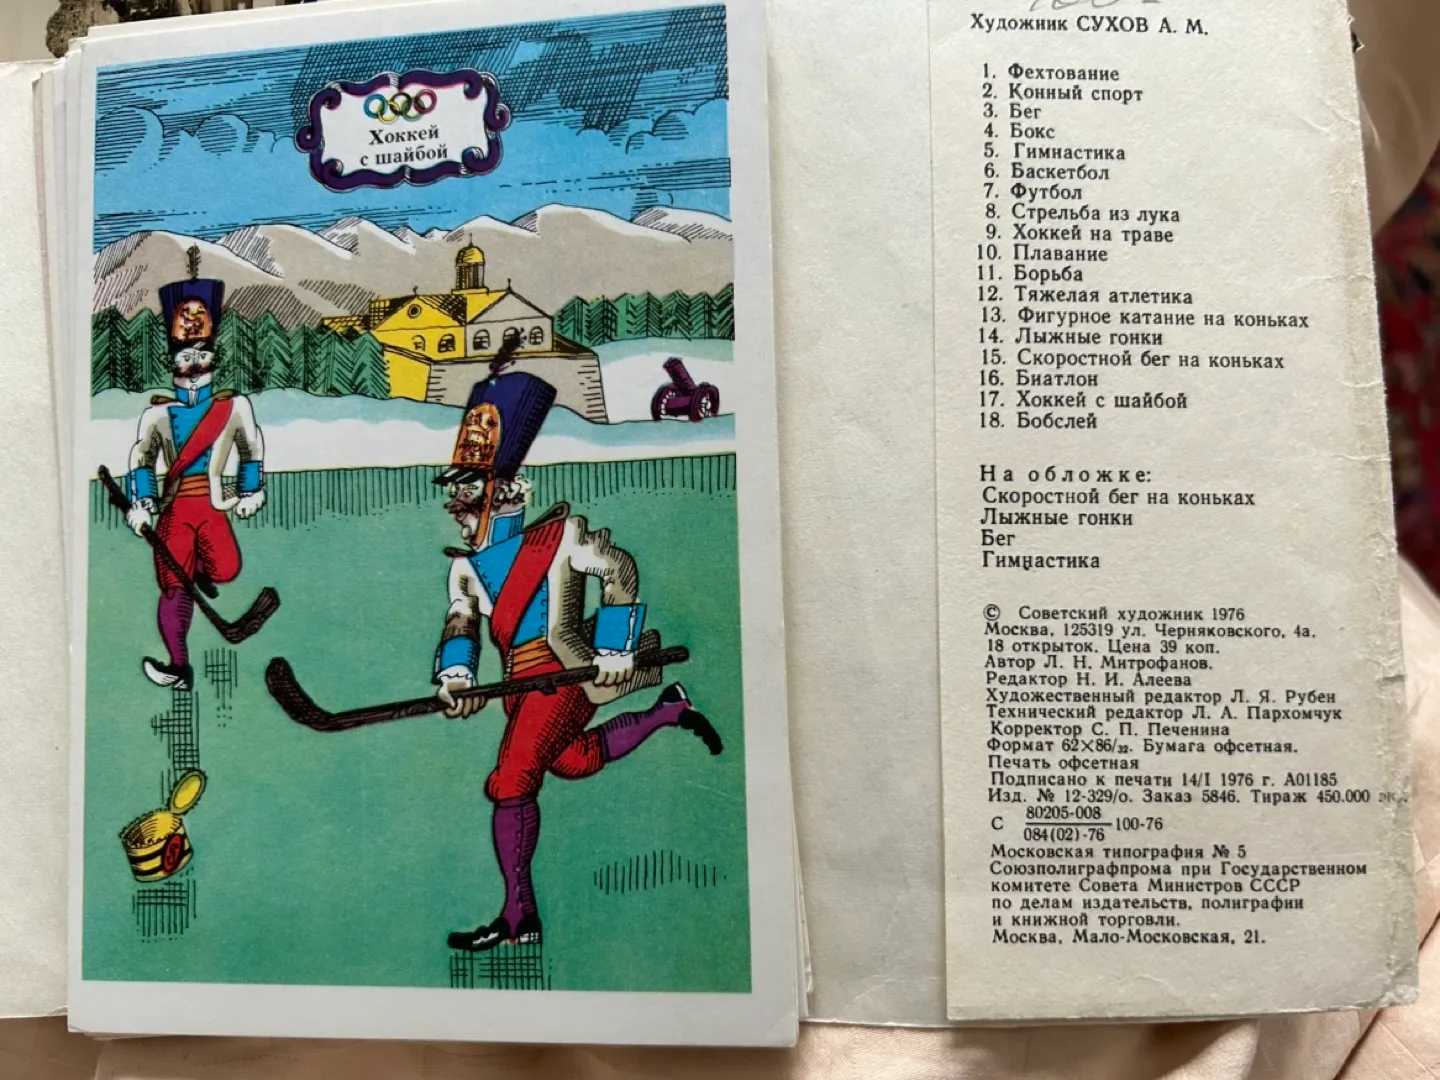 Хоккей
с шайбой
Художник СУХОВ А. М.
1. Фехтование
2. Конный спорт
3. Бег
4. Бокс
5. Гимнастика
6. Баскетбол
7. Футбол
8. Стрельба из лука
9. Хоккей на траве
10. Плавание
11. Борьба
12. Тяжелая атлетика
13. Фигурное катание на коньках
14. Лыжные гонки
15. Скоростной бег на коньках
16. Биатлон
17. Хоккей с шайбой
18. Бобслей
На обложке:
Скоростной бег на коньках
Лыжные гонки
Бег
Гимнастика
© Советский художник 1976
Москва, 125319 ул. Черняковского, 4а.
18 открыток. Цена 39 коп.
Автор Л. Н. Митрофанов.
Редактор Н. И. Алеева
Художественный редактор Л. Я. Рубен
Технический редактор Л. А. Пархомчук
Корректор С. П. Печенина
Формат 62×86/32. Бумага офсетная.
Печать офсетная
Подписано к печати 14/I 1976 г. А01185
Изд. № 12-329/о. Заказ 5846. Тираж 450.000
С 80205-008/084(02)-76 100-76
Московская типография № 5
Союзполиграфпрома при Государственном
комитете Совета Министров СССР
по делам издательств, полиграфии
и книжной торговли.
Москва, Мало-Московская, 21.